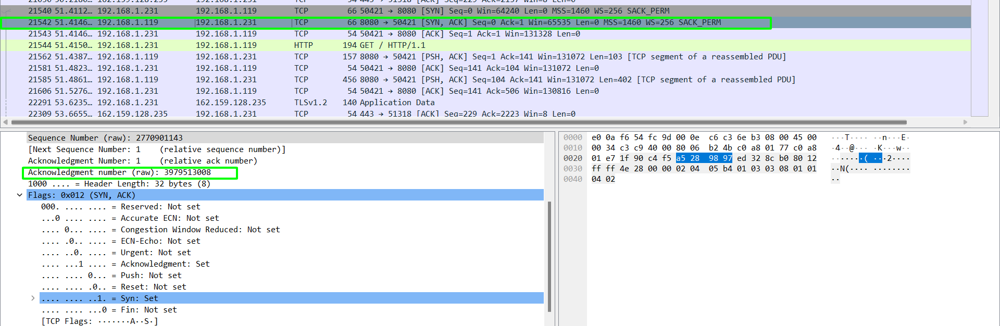 21540 51.4112… 192.168.1.231 192.168.1.119 TCP 66 50421 → 8080 [SYN] Seq=0 Win=64240 Len=0 MSS=1460 WS=256 SACK_PERM
21542 51.4146… 192.168.1.119 192.168.1.231 TCP 66 8080 → 50421 [SYN, ACK] Seq=0 Ack=1 Win=65535 Len=0 MSS=1460 WS=256 SACK_PERM
21543 51.4146… 192.168.1.231 192.168.1.119 TCP 54 50421 → 8080 [ACK] Seq=1 Ack=1 Win=131328 Len=0
21544 51.4150… 192.168.1.231 192.168.1.119 HTTP 194 GET / HTTP/1.1
21562 51.4387… 192.168.1.119 192.168.1.231 TCP 157 8080 → 50421 [PSH, ACK] Seq=1 Ack=141 Win=131072 Len=103 [TCP segment of a reassembled PDU]
21581 51.4823… 192.168.1.231 192.168.1.119 TCP 54 50421 → 8080 [ACK] Seq=141 Ack=104 Win=131072 Len=0
21585 51.4861… 192.168.1.119 192.168.1.231 TCP 456 8080 → 50421 [PSH, ACK] Seq=104 Ack=141 Win=131072 Len=402 [TCP segment of a reassembled PDU]
21606 51.5276… 192.168.1.231 192.168.1.119 TCP 54 50421 → 8080 [ACK] Seq=141 Ack=506 Win=130816 Len=0
22291 53.6235… 192.168.1.231 162.159.128.235 TLSv1.2 140 Application Data
22309 53.6655… 162.159.128.235 192.168.1.231 TCP 54 443 → 51318 [ACK] Seq=229 Ack=2223 Win=8 Len=0
Sequence Number (raw): 2770901143
[Next Sequence Number: 1 (relative sequence number)]
Acknowledgment Number: 1 (relative ack number)
Acknowledgment number (raw): 3979513008
1000 .... = Header Length: 32 bytes (8)
Flags: 0x012 (SYN, ACK)
000. .... .... = Reserved: Not set
...0 .... .... = Accurate ECN: Not set
.... 0... .... = Congestion Window Reduced: Not set
.... .0.. .... = ECN-Echo: Not set
.... ..0. .... = Urgent: Not set
.... ...1 .... = Acknowledgment: Set
.... .... 0... = Push: Not set
.... .... .0.. = Reset: Not set
.... .... ..1. = Syn: Set
.... .... ...0 = Fin: Not set
[TCP Flags: ·······A··S·]
0000 e0 0a f6 54 fc 9d 00 0e c6 c3 6e b3 08 00 45 00 ···T···· ··n···E·
0010 00 34 c3 c9 40 00 80 06 b2 4b c0 a8 01 77 c0 a8 ·4··@··· ·K···w··
0020 01 e7 1f 90 c4 f5 a5 28 98 97 ed 32 8c b0 80 12 ·······( ···2····
0030 ff ff 4e 28 00 00 02 04 05 b4 01 03 03 08 01 01 ··N(···· ········
0040 04 02 ··